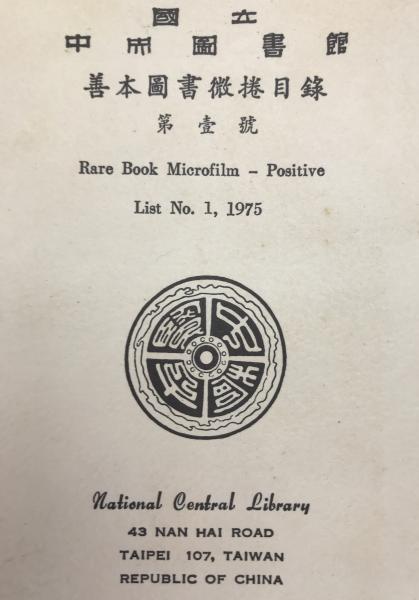 國立
中央圖書館
善本圖書微捲目錄
第壹號
Rare Book Microfilm – Positive
List No. 1, 1975
National Central Library
43 NAN HAI ROAD
TAIPEI 107, TAIWAN
REPUBLIC OF CHINA